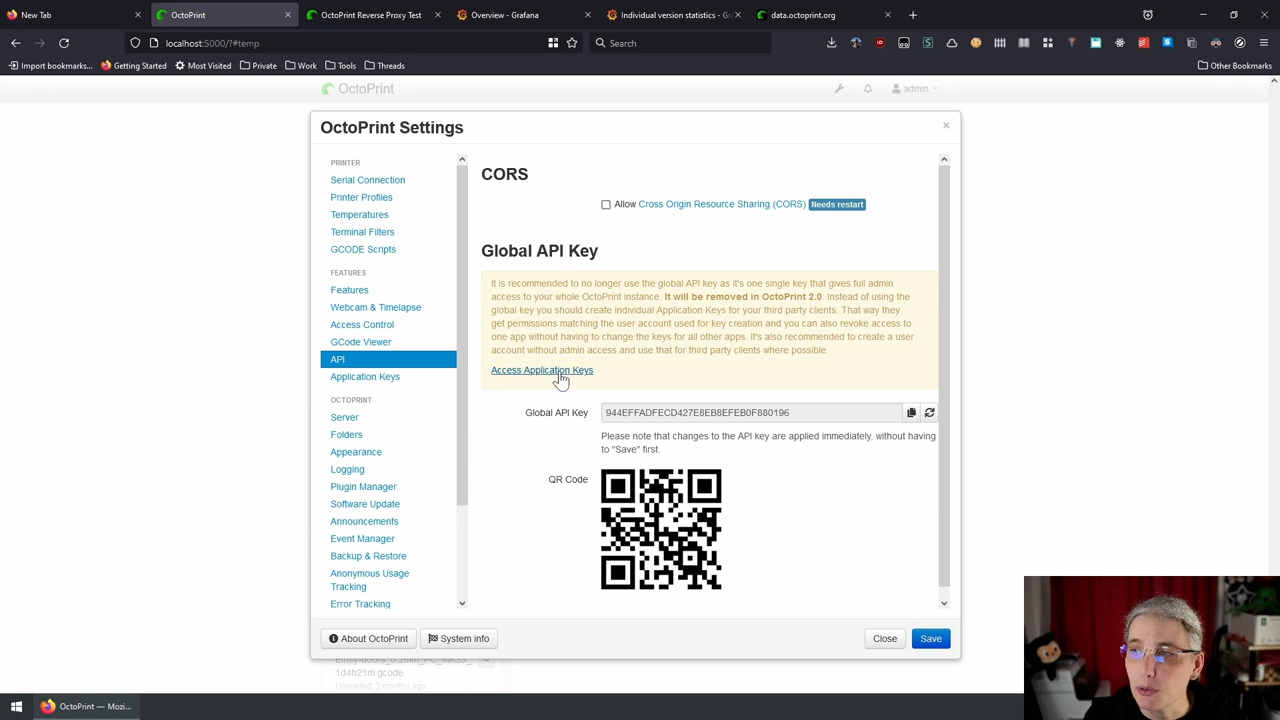 New Tab
OctoPrint
OctoPrint Reverse Proxy Test
Overview - Grafana
Individual version statistics - Gr
data.octoprint.org
localhost:5000/?#temp
Search
Import bookmarks...
Getting Started
Most Visited
Private
Work
Tools
Threads
Other Bookmarks
OctoPrint
admin
OctoPrint Settings
PRINTER
Serial Connection
Printer Profiles
Temperatures
Terminal Filters
GCODE Scripts
FEATURES
Features
Webcam & Timelapse
Access Control
GCode Viewer
API
Application Keys
OCTOPRINT
Server
Folders
Appearance
Logging
Plugin Manager
Software Update
Announcements
Event Manager
Backup & Restore
Anonymous Usage
Tracking
Error Tracking
CORS
Allow Cross Origin Resource Sharing (CORS) Needs restart
Global API Key
It is recommended to no longer use the global API key as it's one single key that gives full admin
access to your whole OctoPrint instance. It will be removed in OctoPrint 2.0. Instead of using the
global key you should create individual Application Keys for your third party clients. That way they
get permissions matching the user account used for key creation and you can also revoke access to
one app without having to change the keys for all other apps. It's also recommended to create a user
account without admin access and use that for third party clients where possible.
Access Application Keys
Global API Key
944EFFADFECD427E8EB8EFEB0F880196
Please note that changes to the API key are applied immediately, without having
to "Save" first.
QR Code
About OctoPrint
System info
Close
Save
1d4h21m gcode
Uploaded: 3 months ago
OctoPrint — Mozi...